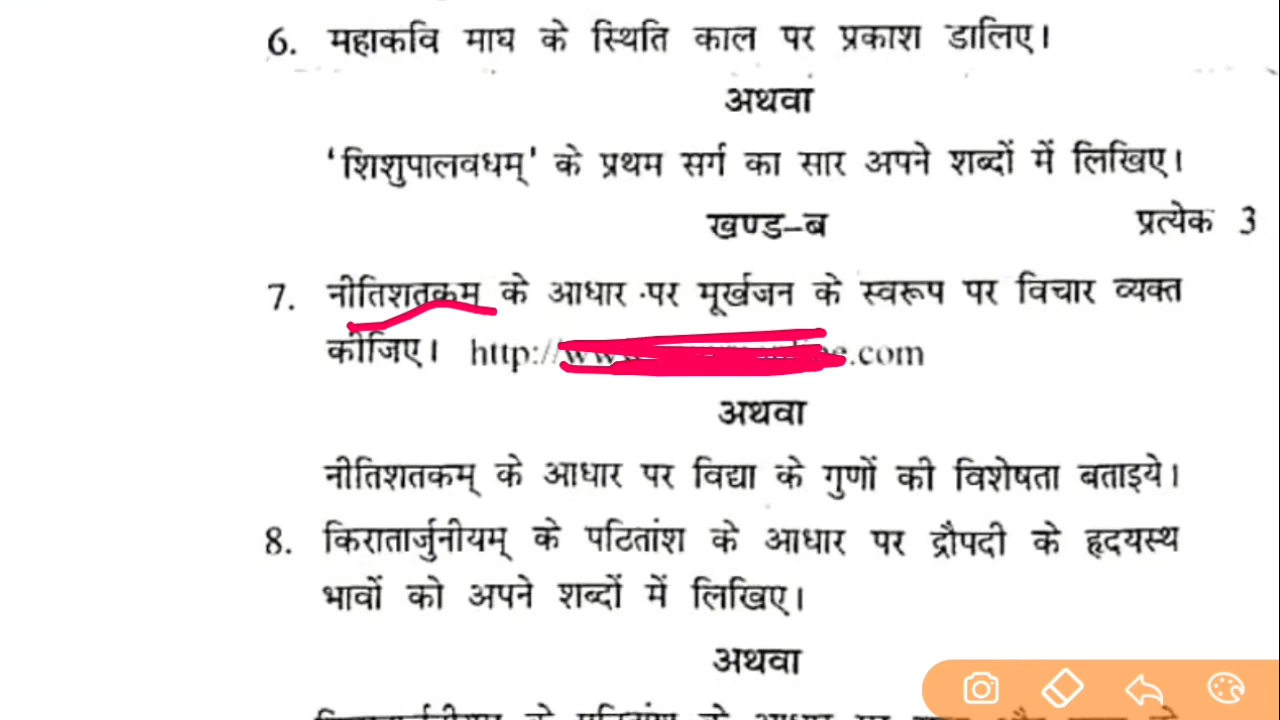 6. महाकवि माघ के स्थिति काल पर प्रकाश डालिए।
अथवा
'शिशुपालवधम्' के प्रथम सर्ग का सार अपने शब्दों में लिखिए।
खण्ड–ब प्रत्येक 3
7. नीतिशतकम् के आधार पर मूर्खजन के स्वरूप पर विचार व्यक्त
कीजिए। http:// .com
अथवा
नीतिशतकम् के आधार पर विद्या के गुणों की विशेषता बताइये।
8. किरातार्जुनीयम् के पठितांश के आधार पर द्रौपदी के हृदयस्थ
भावों को अपने शब्दों में लिखिए।
अथवा